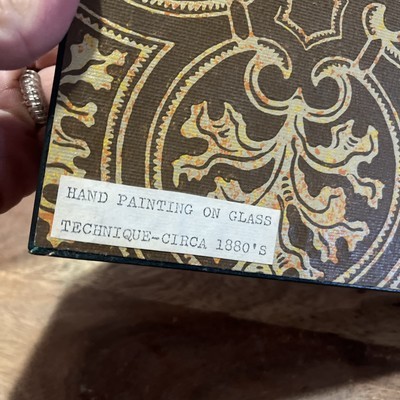 HAND PAINTING ON GLASS
TECHNIQUE-CIRCA 1880'S